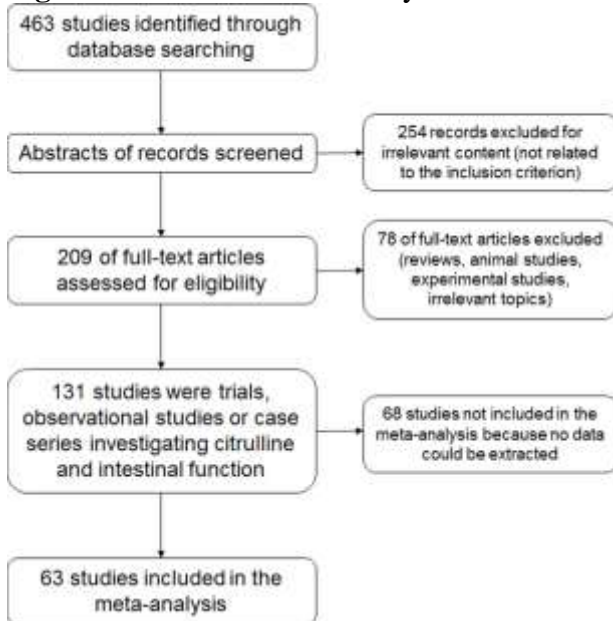 463 studies identified through
database searching
Abstracts of records screened
254 records excluded for
irrelevant content (not related
to the inclusion criterion)
209 of full-text articles
assessed for eligibility
78 of full-text articles excluded
(reviews, animal studies,
experimental studies,
irrelevant topics)
131 studies were trials,
observational studies or case
series investigating citrulline
and intestinal function
68 studies not included in the
meta-analysis because no data
could be extracted
63 studies included in the
meta-analysis